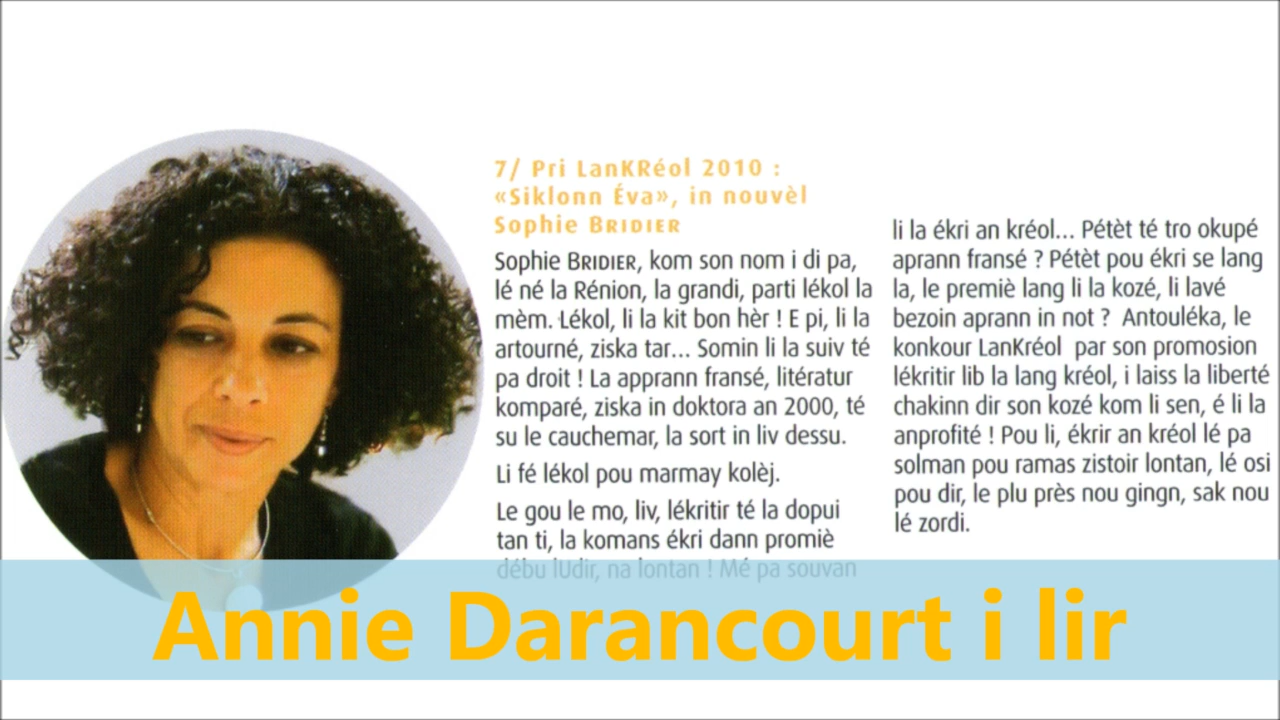 7/ Pri LanKRéol 2010 :
«Siklonn Éva», in nouvèl
Sophie BRIDIER
Sophie BRIDIER, kom son nom i di pa,
lé né la Rénion, la grandi, parti lékol la
mèm. Lékol, li la kit bon hèr ! E pi, li la
artourné, ziska tar... Somin li la suiv té
pa droit ! La apprann fransé, litératur
komparé, ziska in doktora an 2000, té
su le cauchemar, la sort in liv dessu.
Li fé lékol pou marmay kolèj.
Le gou le mo, liv, lékritir té la dopui
tan ti, la komans ékri dann promiè
débu lUdir, na lontan ! Mé pa souvan
li la ékri an kréol... Pétèt té tro okupé
aprann fransé ? Pétèt pou ékri se lang
la, le premiè lang li la kozé, li lavé
bezoin aprann in not ? Antouléka, le
konkour LanKréol par son promosion
lékritir lib la lang kréol, i laiss la liberté
chakinn dir son kozé kom li sen, é li la
anprofité ! Pou li, ékrir an kréol lé pa
solman pou ramas zistoir lontan, lé osi
pou dir, le plu près nou gingn, sak nou
lé zordi.
Annie Darancourt i lir